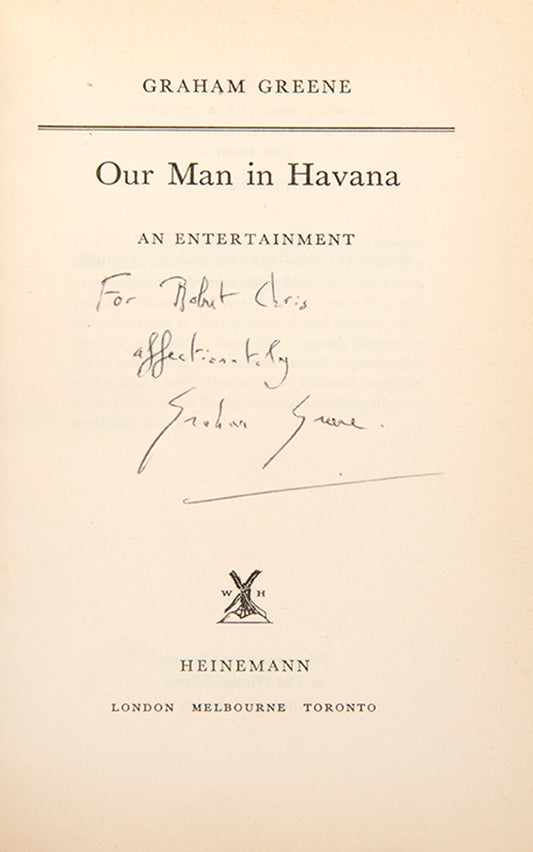 GRAHAM GREENE
Our Man in Havana
AN ENTERTAINMENT
For Robert Chris
affectionately
Graham Greene.
W H
HEINEMANN
LONDON MELBOURNE TORONTO